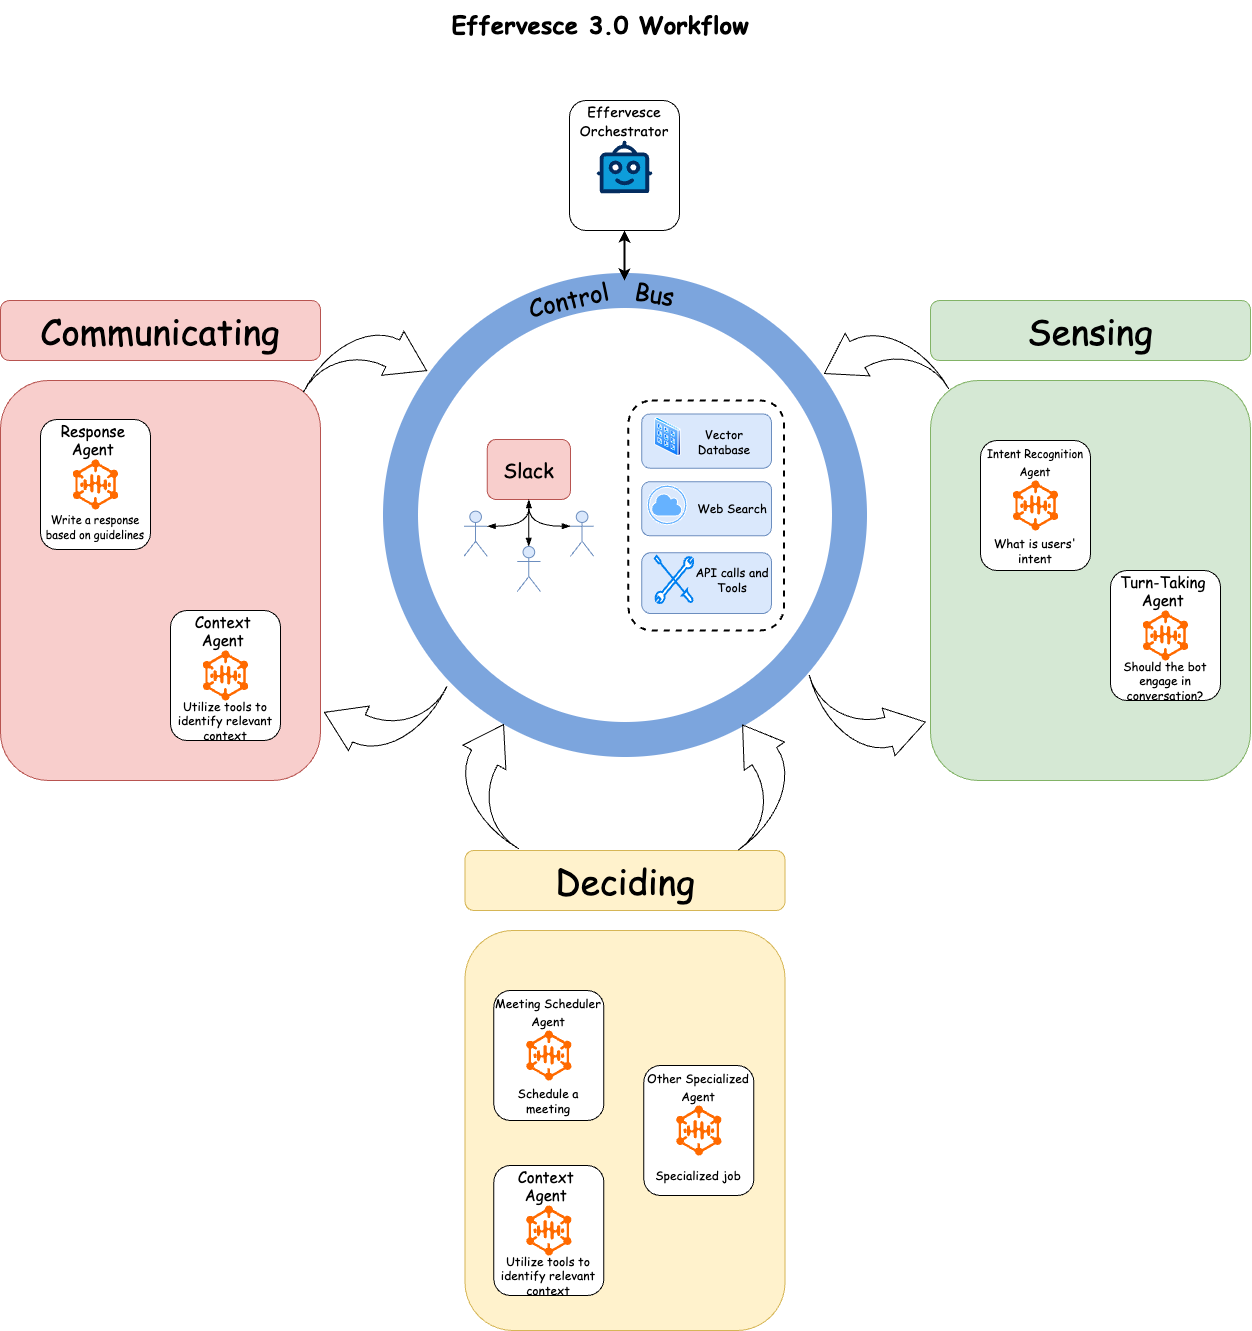 Effervesce 3.0 Workflow
Effervesce
Orchestrator
Control Bus
Communicating
Response
Agent
Write a response
based on guidelines
Context
Agent
Utilize tools to
identify relevant
context
Slack
Vector
Database
Web Search
API calls and
Tools
Sensing
Intent Recognition
Agent
What is users'
intent
Turn-Taking
Agent
Should the bot
engage in
conversation?
Deciding
Meeting Scheduler
Agent
Schedule a
meeting
Other Specialized
Agent
Specialized job
Context
Agent
Utilize tools to
identify relevant
context